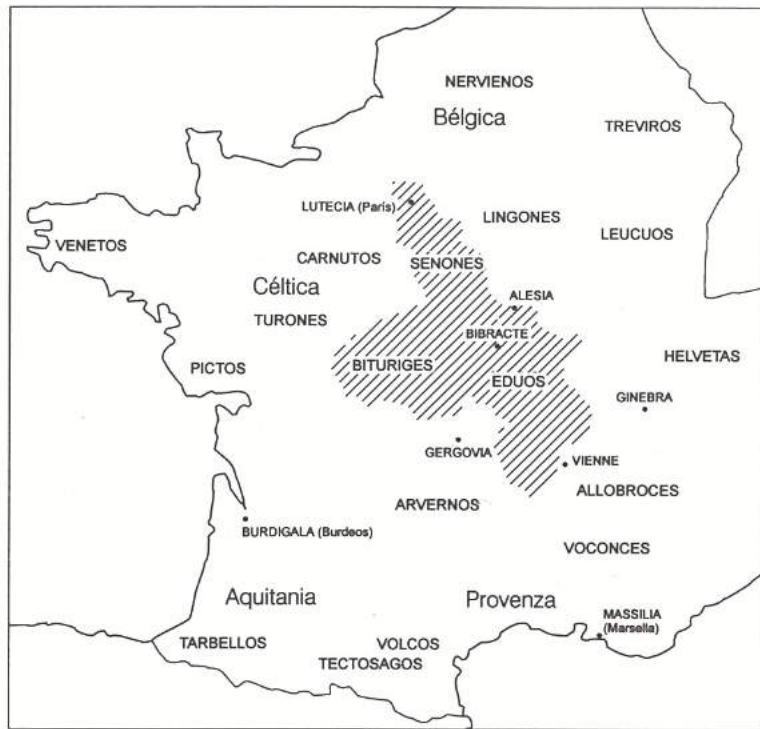 NERVIENOS
Bélgica
TREVIROS
LUTECIA (París)
LINGONES
LEUCUOS
VENETOS
CARNUTOS
SENONES
Céltica
ALESIA
TURONES
BIBRACTE
PICTOS
BITURIGES
EDUOS
HELVETAS
GINEBRA
GERGOVIA
VIENNE
ARVERNOS
ALLOBROCES
BURDIGALA (Burdeos)
VOCONCES
Aquitania
Provenza
MASSILIA
(Marsella)
TARBELLOS
VOLCOS
TECTOSAGOS